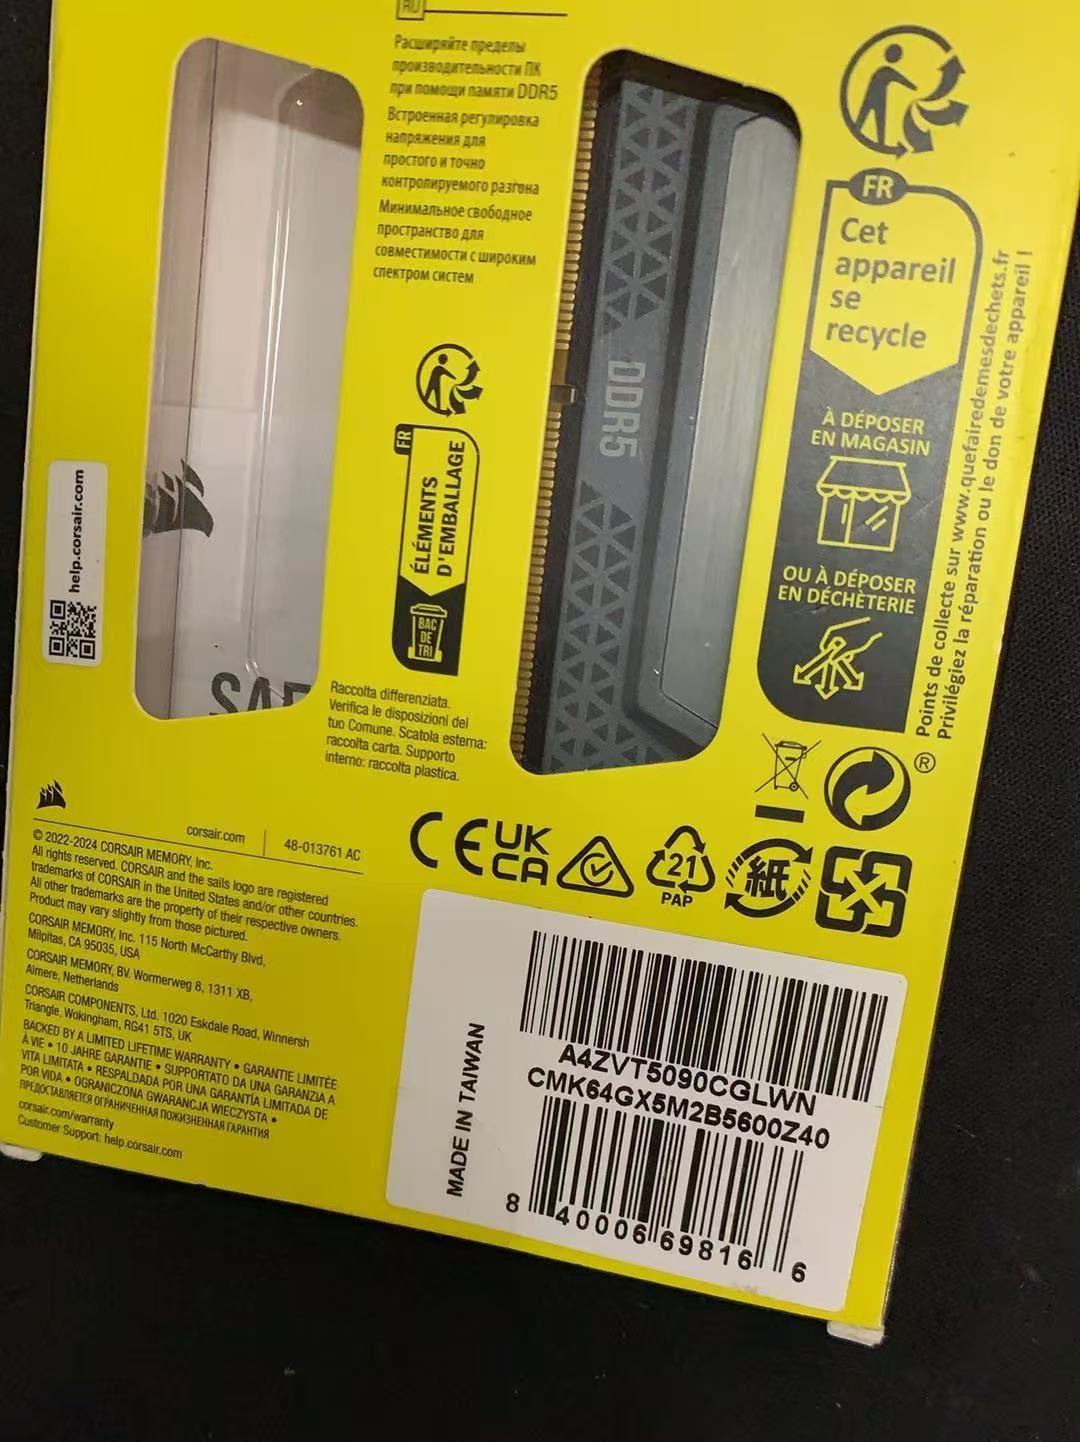 RU
Расширяйте пределы
производительности ПК
при помощи памяти DDR5
Встроенная регулировка
напряжения для
простого и точно
контролируемого разгона
Минимальное свободное
пространство для
совместимости с широким
спектром систем
FR
ÉLÉMENTS
D'EMBALLAGE
BAC
DE
TRI
help.corsair.com
Raccolta differenziata.
Verifica le disposizioni del
tuo Comune. Scatola esterna:
raccolta carta. Supporto
interno: raccolta plastica.
DDR5
FR
Cet
appareil
se
recycle
À DÉPOSER
EN MAGASIN
OU À DÉPOSER
EN DÉCHÈTERIE
Points de collecte sur www.quefairedemesdechets.fr
Privilégiez la réparation ou le don de votre appareil !
®
corsair.com
48-013761 AC
© 2022-2024 CORSAIR MEMORY, Inc.
All rights reserved. CORSAIR and the sails logo are registered
trademarks of CORSAIR in the United States and/or other countries.
All other trademarks are the property of their respective owners.
Product may vary slightly from those pictured.
CORSAIR MEMORY, Inc. 115 North McCarthy Blvd,
Milpitas, CA 95035, USA
CORSAIR MEMORY, BV. Wormerweg 8, 1311 XB,
Almere, Netherlands
CORSAIR COMPONENTS, Ltd. 1020 Eskdale Road, Winnersh
Triangle, Wokingham, RG41 5TS, UK
BACKED BY A LIMITED LIFETIME WARRANTY • GARANTIE LIMITÉE
À VIE • 10 JAHRE GARANTIE • SUPPORTATO DA UNA GARANZIA A
VITA LIMITATA • RESPALDADA POR UNA GARANTÍA LIMITADA DE
POR VIDA • OGRANICZONA GWARANCJA WIECZYSTA •
ПРЕДОСТАВЛЯЕТСЯ ОГРАНИЧЕННАЯ ПОЖИЗНЕННАЯ ГАРАНТИЯ
corsair.com/warranty
Customer Support: help.corsair.com
CE
UK
CA
21
PAP
紙
MADE IN TAIWAN
A4ZVT5090CGLWN
CMK64GX5M2B5600Z40
8 40006 69816 6